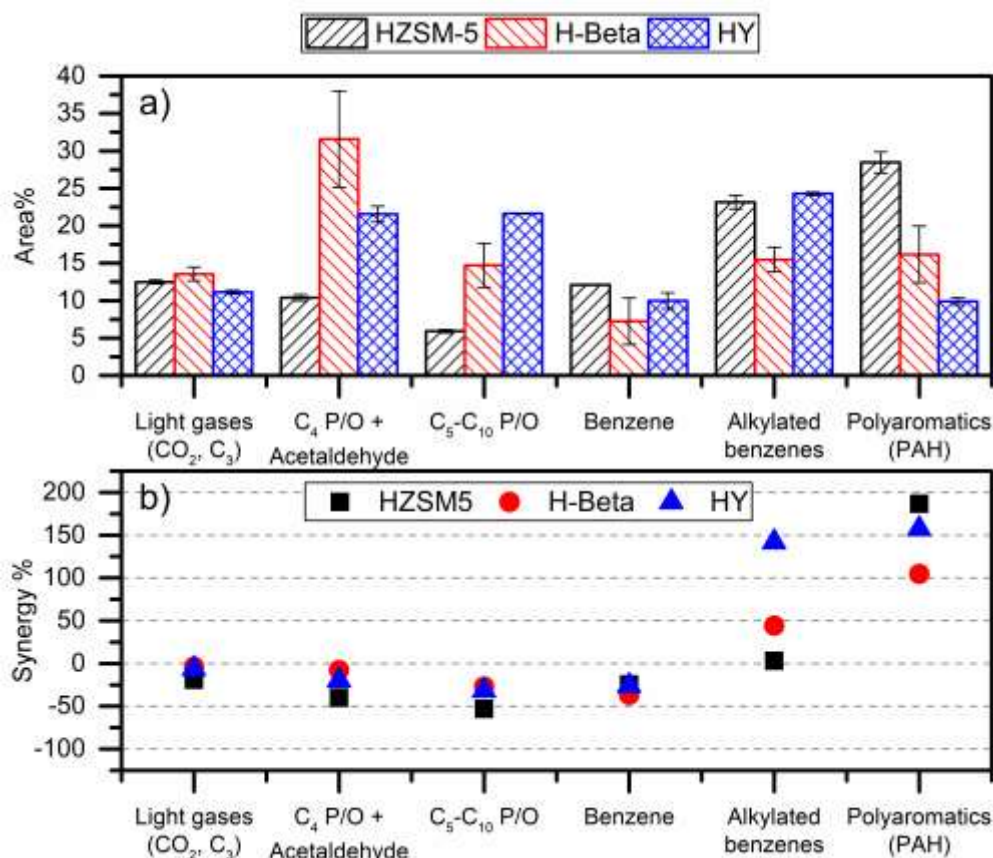 HZSM-5 H-Beta HY
a)
Area%
40
35
30
25
20
15
10
5
0
Light gases (CO₂, C₃)
C₄ P/O + Acetaldehyde
C₅-C₁₀ P/O
Benzene
Alkylated benzenes
Polyaromatics (PAH)
b)
HZSM5 H-Beta HY
Synergy %
200
150
100
50
0
-50
-100
Light gases (CO₂, C₃)
C₄ P/O + Acetaldehyde
C₅-C₁₀ P/O
Benzene
Alkylated benzenes
Polyaromatics (PAH)